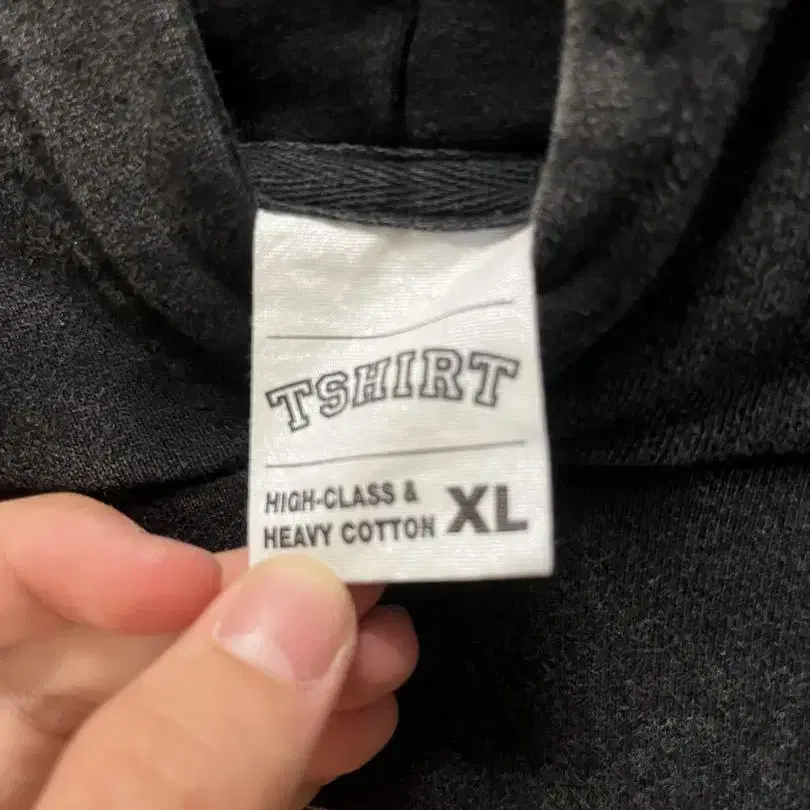 TSHIRT
HIGH-CLASS &
HEAVY COTTON XL